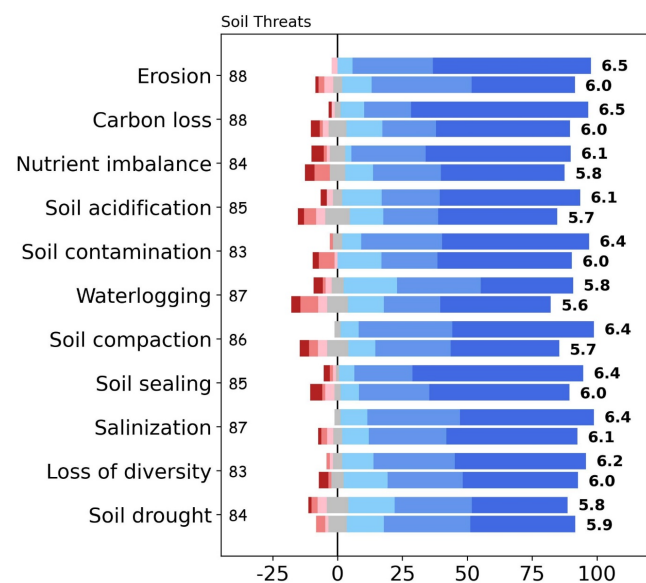 Soil Threats
6.5
Erosion 88
6.0
6.5
Carbon loss 88
6.0
6.1
Nutrient imbalance 84
5.8
6.1
Soil acidification 85
5.7
6.4
Soil contamination 83
6.0
5.8
Waterlogging 87
5.6
6.4
Soil compaction 86
5.7
6.4
Soil sealing 85
6.0
6.4
Salinization 87
6.1
6.2
Loss of diversity 83
6.0
5.8
Soil drought 84
5.9
-25 0 25 50 75 100